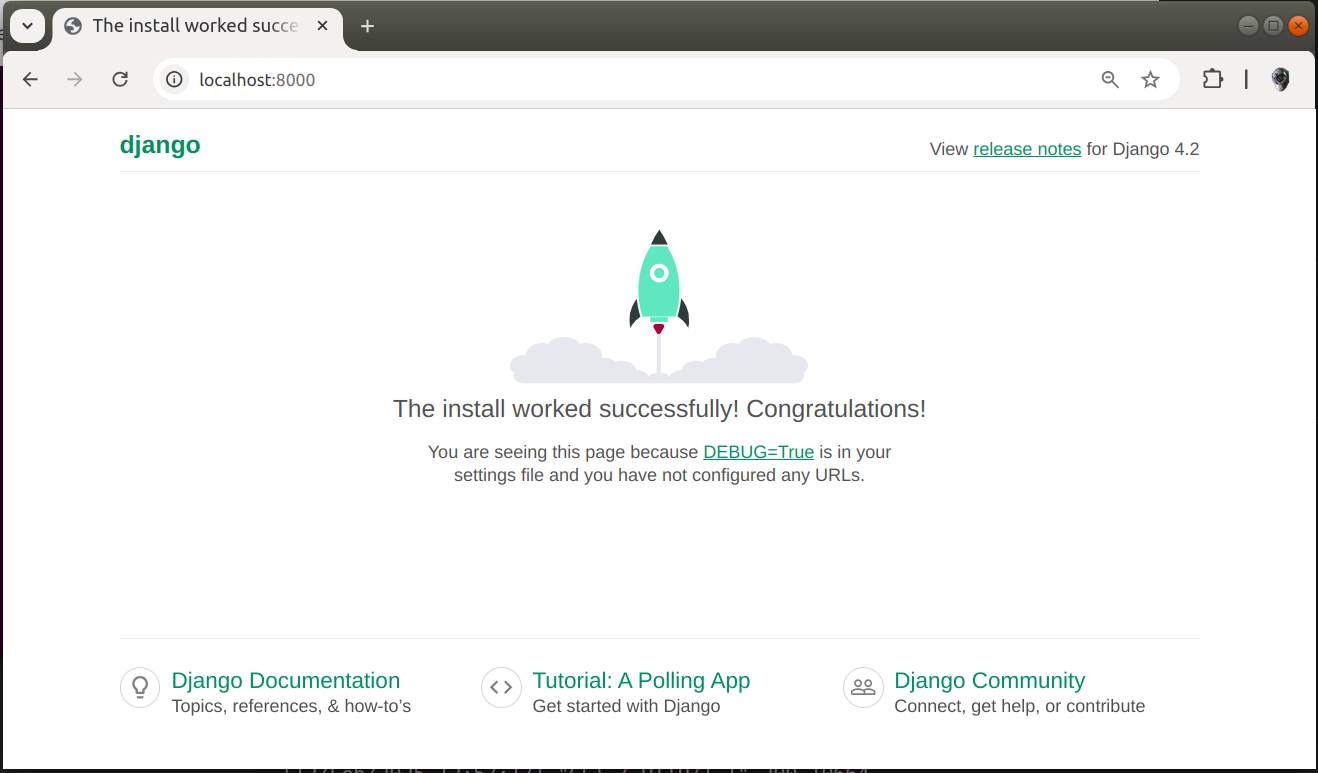 The install worked succe
localhost:8000
django
View release notes for Django 4.2
The install worked successfully! Congratulations!
You are seeing this page because DEBUG=True is in your
settings file and you have not configured any URLs.
Django Documentation
Topics, references, & how-to’s
Tutorial: A Polling App
Get started with Django
Django Community
Connect, get help, or contribute